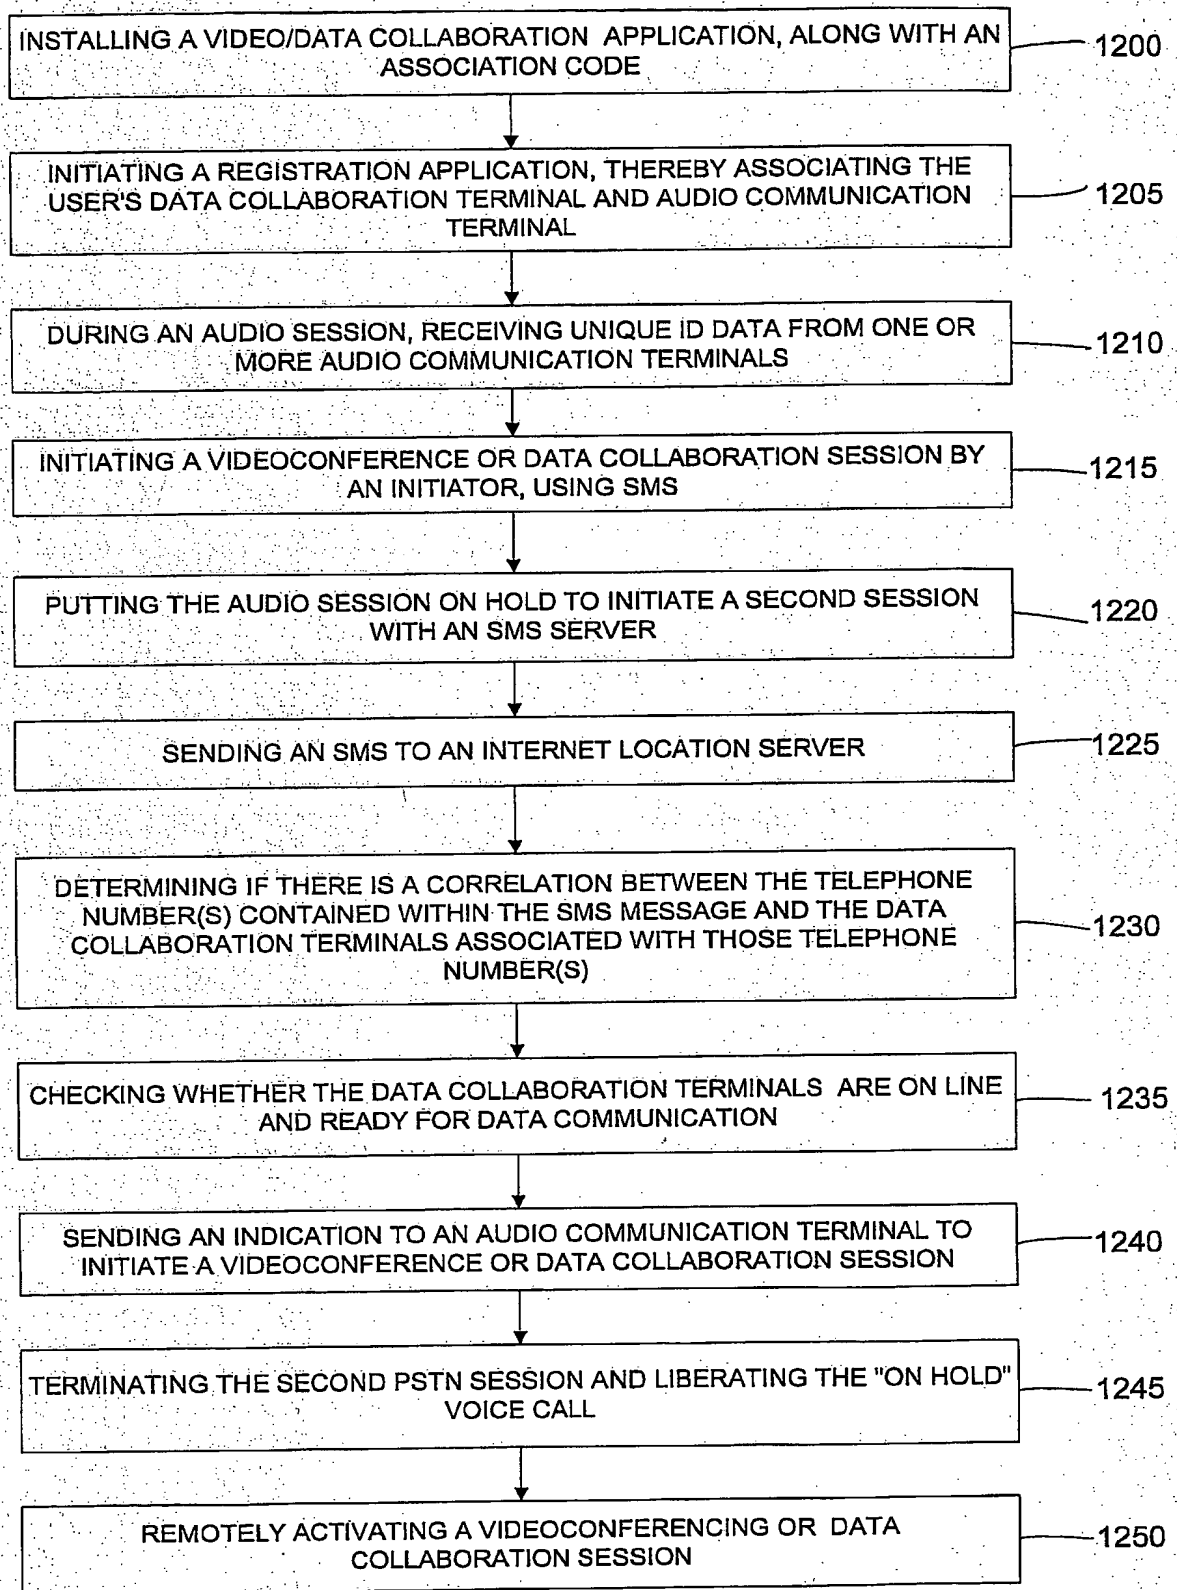 INSTALLING A VIDEO/DATA COLLABORATION APPLICATION, ALONG WITH AN
ASSOCIATION CODE
1200
INITIATING A REGISTRATION APPLICATION, THEREBY ASSOCIATING THE
USER'S DATA COLLABORATION TERMINAL AND AUDIO COMMUNICATION
TERMINAL
1205
DURING AN AUDIO SESSION, RECEIVING UNIQUE ID DATA FROM ONE OR
MORE AUDIO COMMUNICATION TERMINALS
1210
INITIATING A VIDEOCONFERENCE OR DATA COLLABORATION SESSION BY
AN INITIATOR, USING SMS
1215
PUTTING THE AUDIO SESSION ON HOLD TO INITIATE A SECOND SESSION
WITH AN SMS SERVER
1220
SENDING AN SMS TO AN INTERNET LOCATION SERVER
1225
DETERMINING IF THERE IS A CORRELATION BETWEEN THE TELEPHONE
NUMBER(S) CONTAINED WITHIN THE SMS MESSAGE AND THE DATA
COLLABORATION TERMINALS ASSOCIATED WITH THOSE TELEPHONE
NUMBER(S)
1230
CHECKING WHETHER THE DATA COLLABORATION TERMINALS ARE ON LINE
AND READY FOR DATA COMMUNICATION
1235
SENDING AN INDICATION TO AN AUDIO COMMUNICATION TERMINAL TO
INITIATE A VIDEOCONFERENCE OR DATA COLLABORATION SESSION
1240
TERMINATING THE SECOND PSTN SESSION AND LIBERATING THE "ON HOLD"
VOICE CALL
1245
REMOTELY ACTIVATING A VIDEOCONFERENCING OR DATA
COLLABORATION SESSION
1250